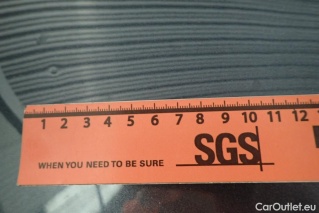 1 2 3 4 5 6 7 8 9 10 11 12
WHEN YOU NEED TO BE SURE SGS
CarOutlet.eu